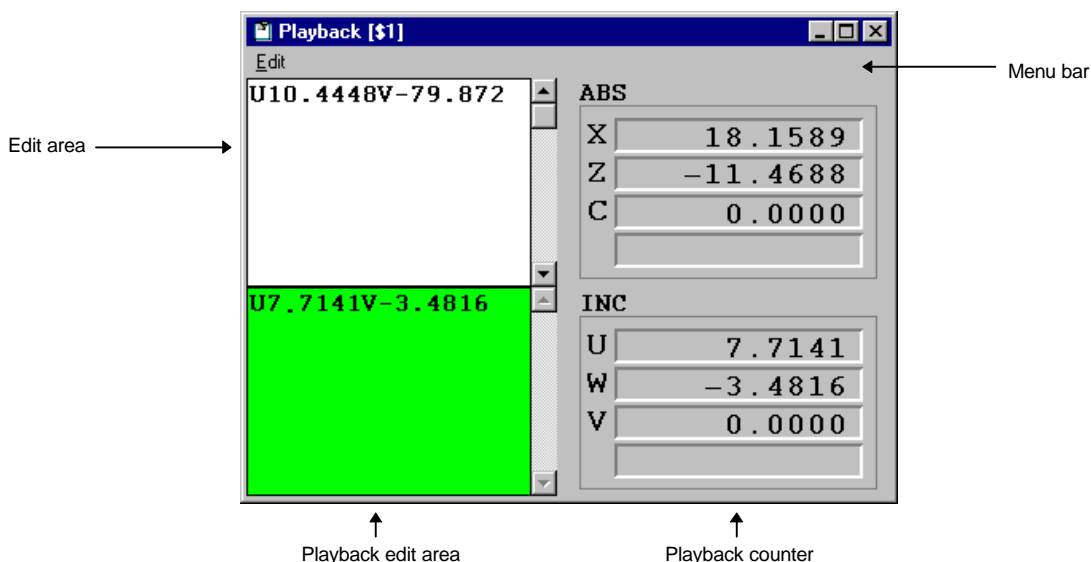 Playback [$1]
Edit
Menu bar
U10.4448V-79.872
ABS
X 18.1589
Edit area
Z -11.4688
C 0.0000
U7.7141V-3.4816
INC
U 7.7141
W -3.4816
V 0.0000
Playback edit area
Playback counter